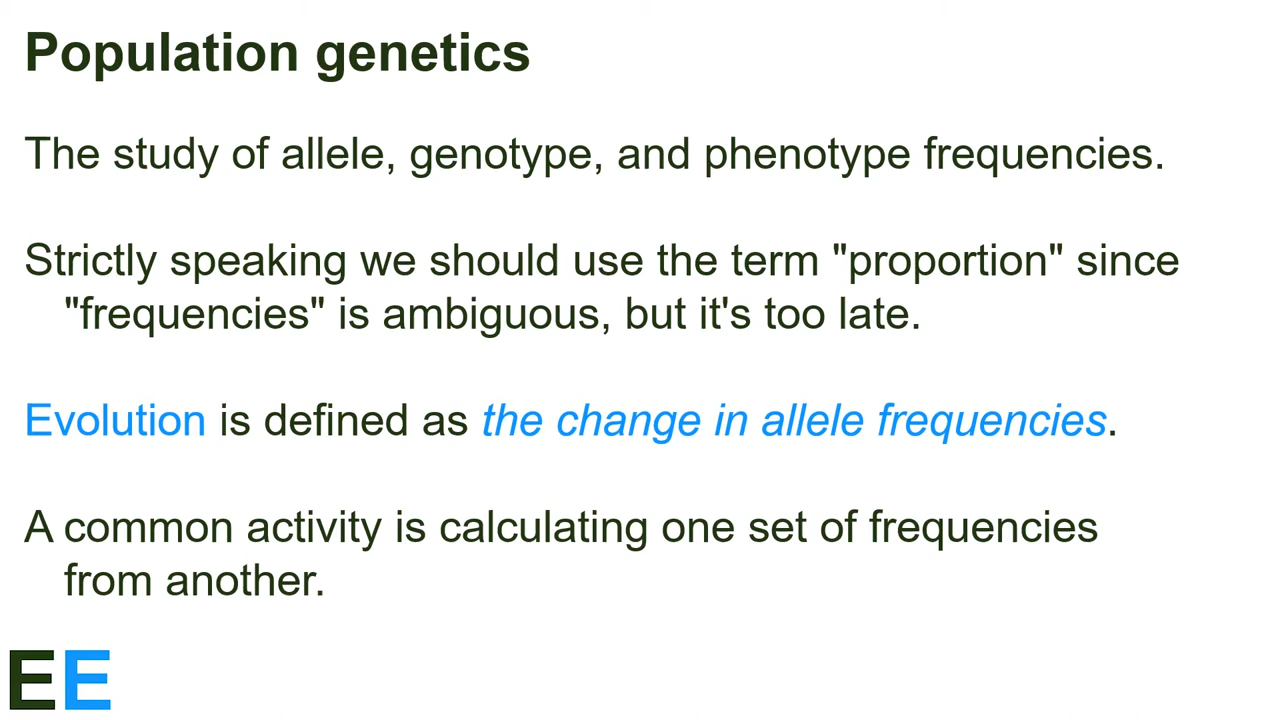 Population genetics
The study of allele, genotype, and phenotype frequencies.
Strictly speaking we should use the term "proportion" since
"frequencies" is ambiguous, but it's too late.
Evolution is defined as the change in allele frequencies.
A common activity is calculating one set of frequencies
from another.
EE